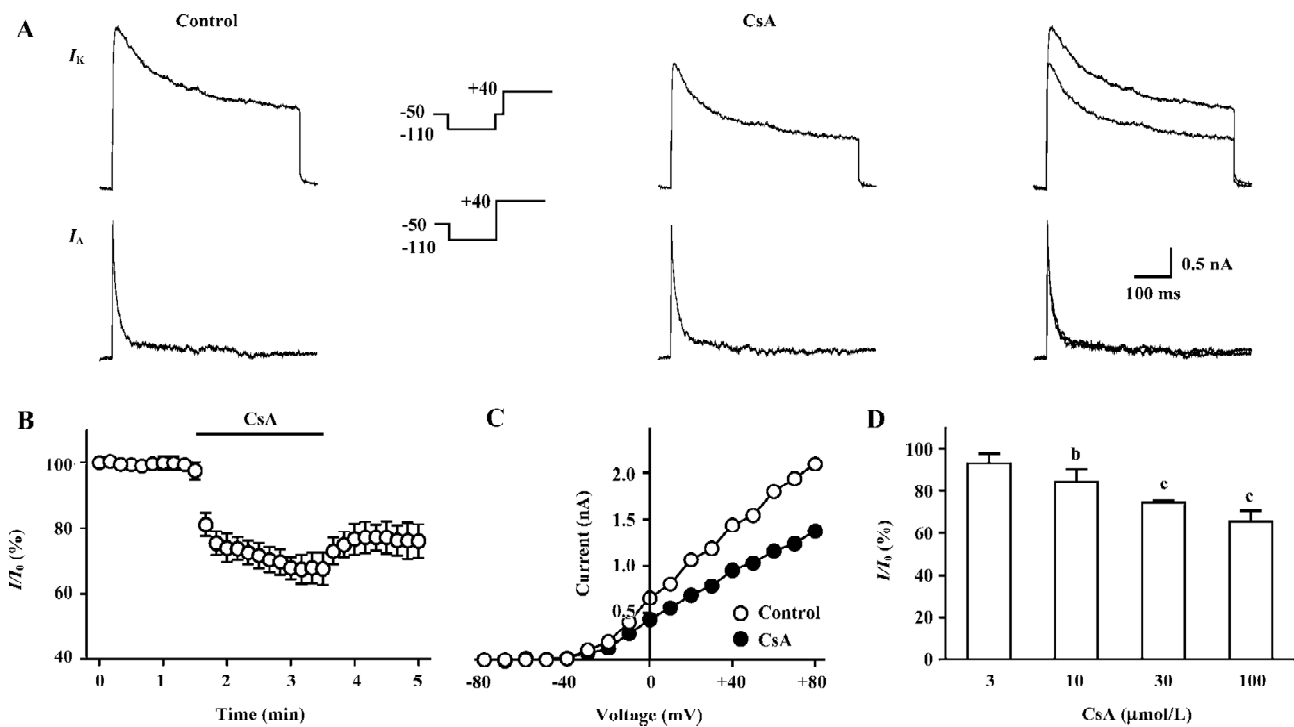 A
Control
CsA
I_K
+40
-50
-110
+40
-50
-110
I_A
0.5 nA
100 ms
B
CsA
I/I₀ (%)
100
80
60
40
0 1 2 3 4 5
Time (min)
C
Current (nA)
2.0
1.5
1.0
0.5
Control
CsA
-80 -40 0 +40 +80
Voltage (mV)
D
I/I₀ (%)
100
80
60
40
20
0
b
c
c
3 10 30 100
CsA (μmol/L)